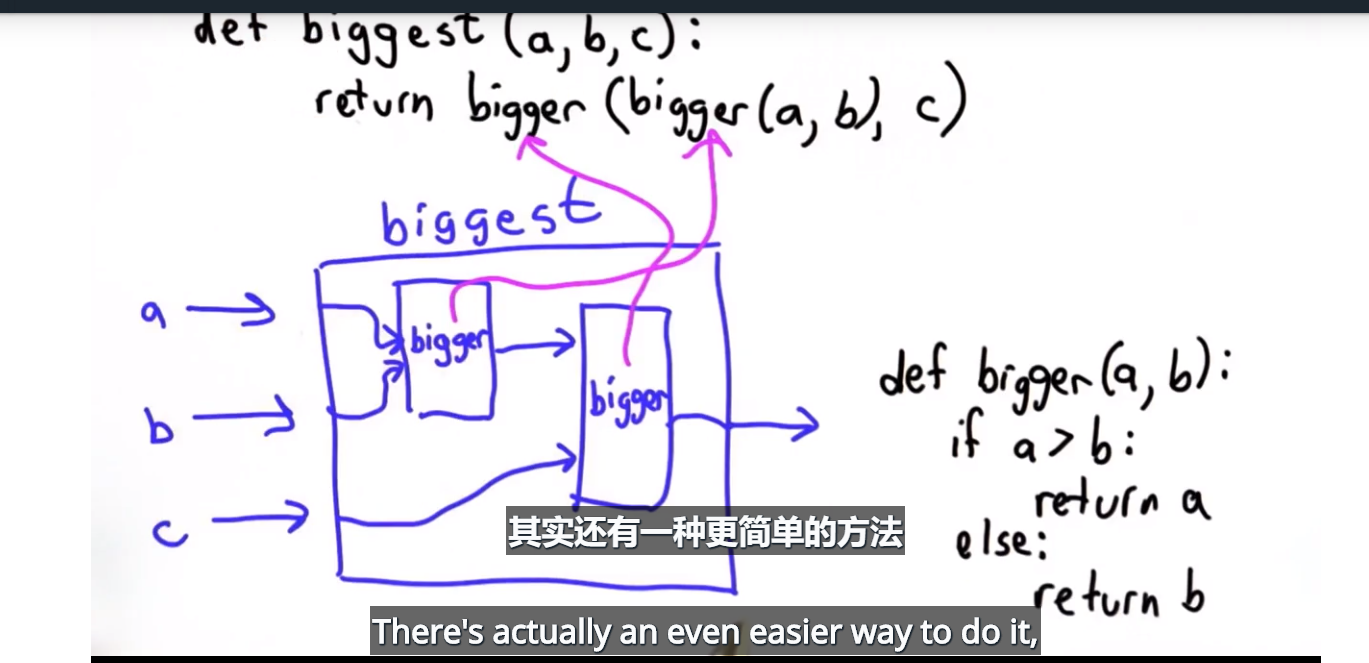 def biggest (a, b, c):
return bigger (bigger(a, b), c)
biggest
a
bigger
bigger
b
c
def bigger(a, b):
if a > b:
return a
else:
return b
其实还有一种更简单的方法
There's actually an even easier way to do it,